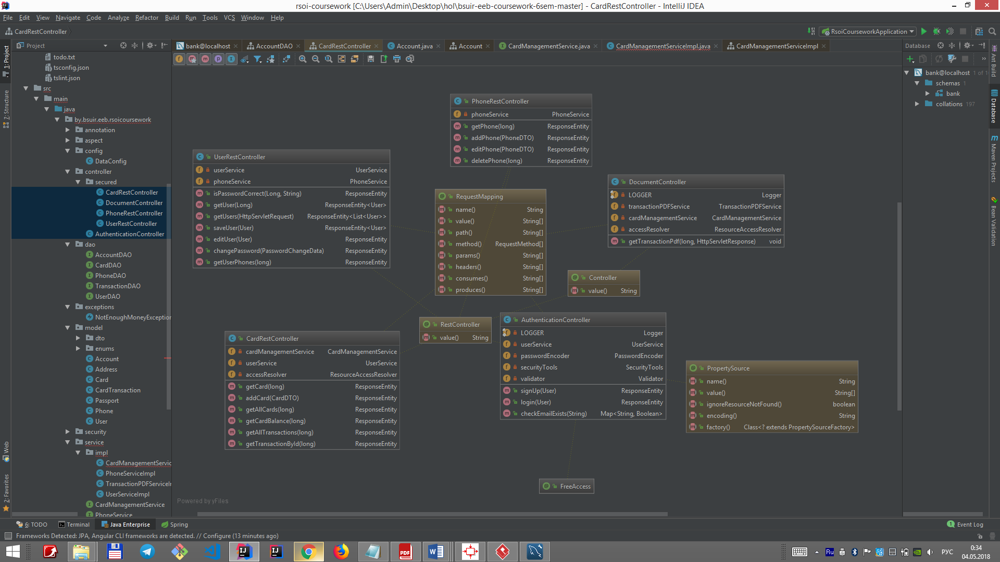 rsoi-coursework [C:\Users\Admin\Desktop\hol\bsuir-eeb-coursework-6sem-master] - CardRestController - IntelliJ IDEA
File Edit View Navigate Code Analyze Refactor Build Run Tools VCS Window Help
CardRestController
RsoiCourseworkApplication
Project
bank@localhost AccountDAO CardRestController Account.java Account CardManagementService.java CardManagementServiceImpl.java CardManagementServiceImpl
Database
1: Project
7: Structure
Web
2: Favorites
todo.txt
tsconfig.json
tslint.json
src
main
java
by.bsuir.eeb.rsoicoursework
annotation
aspect
config
DataConfig
controller
secured
CardRestController
DocumentController
PhoneRestController
UserRestController
AuthenticationController
dao
AccountDAO
CardDAO
PhoneDAO
TransactionDAO
UserDAO
exceptions
NotEnoughMoneyException
model
dto
enums
Account
Address
Card
CardTransaction
Passport
Phone
User
security
service
impl
CardManagementServic
PhoneServiceImpl
TransactionPDFServiceIr
UserServiceImpl
CardManagementService
PhoneService
PhoneRestController
phoneService PhoneService
getPhone(long) ResponseEntity
addPhone(PhoneDTO) ResponseEntity
editPhone(PhoneDTO) ResponseEntity
deletePhone(long) ResponseEntity
UserRestController
userService UserService
phoneService PhoneService
isPasswordCorrect(Long, String) ResponseEntity
getUser(Long) ResponseEntity<User>
getUsers(HttpServletRequest) ResponseEntity<List<User>>
saveUser(User) ResponseEntity<User>
editUser(User) ResponseEntity
changePassword(PasswordChangeData) ResponseEntity
getUserPhones(long) ResponseEntity
RequestMapping
name() String
value() String[]
path() String[]
method() RequestMethod[]
params() String[]
headers() String[]
consumes() String[]
produces() String[]
DocumentController
LOGGER Logger
transactionPDFService TransactionPDFService
cardManagementService CardManagementService
accessResolver ResourceAccessResolver
getTransactionPdf(long, HttpServletResponse) void
Controller
value() String
RestController
value() String
AuthenticationController
LOGGER Logger
userService UserService
passwordEncoder PasswordEncoder
securityTools SecurityTools
validator Validator
signUp(User) ResponseEntity
login(User) ResponseEntity
checkEmailExists(String) Map<String, Boolean>
CardRestController
cardManagementService CardManagementService
userService UserService
accessResolver ResourceAccessResolver
getCard(long) ResponseEntity
addCard(CardDTO) ResponseEntity
getAllCards(long) ResponseEntity
getCardBalance(long) ResponseEntity
getAllTransactions(long) ResponseEntity
getTransactionById(long) ResponseEntity
PropertySource
name() String
value() String[]
ignoreResourceNotFound() boolean
encoding() String
factory() Class<? extends PropertySourceFactory>
FreeAccess
Powered by yFiles
bank@localhost 1 of 1
schemas 1
bank
collations 197
Ant Build
Database
Maven Projects
Bean Validation
6: TODO Terminal Java Enterprise Spring
1 Event Log
Frameworks Detected: JPA, Angular CLI frameworks are detected. // Configure (13 minutes ago)
Ru
РУС
0:34
04.05.2018